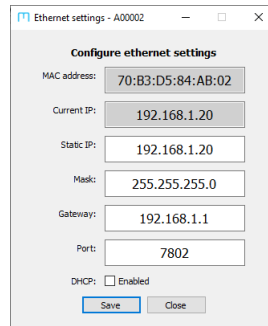 Ethernet settings - A00002
Configure ethernet settings
MAC address: 70:B3:D5:84:AB:02
Current IP: 192.168.1.20
Static IP: 192.168.1.20
Mask: 255.255.255.0
Gateway: 192.168.1.1
Port: 7802
DHCP: Enabled
Save Close